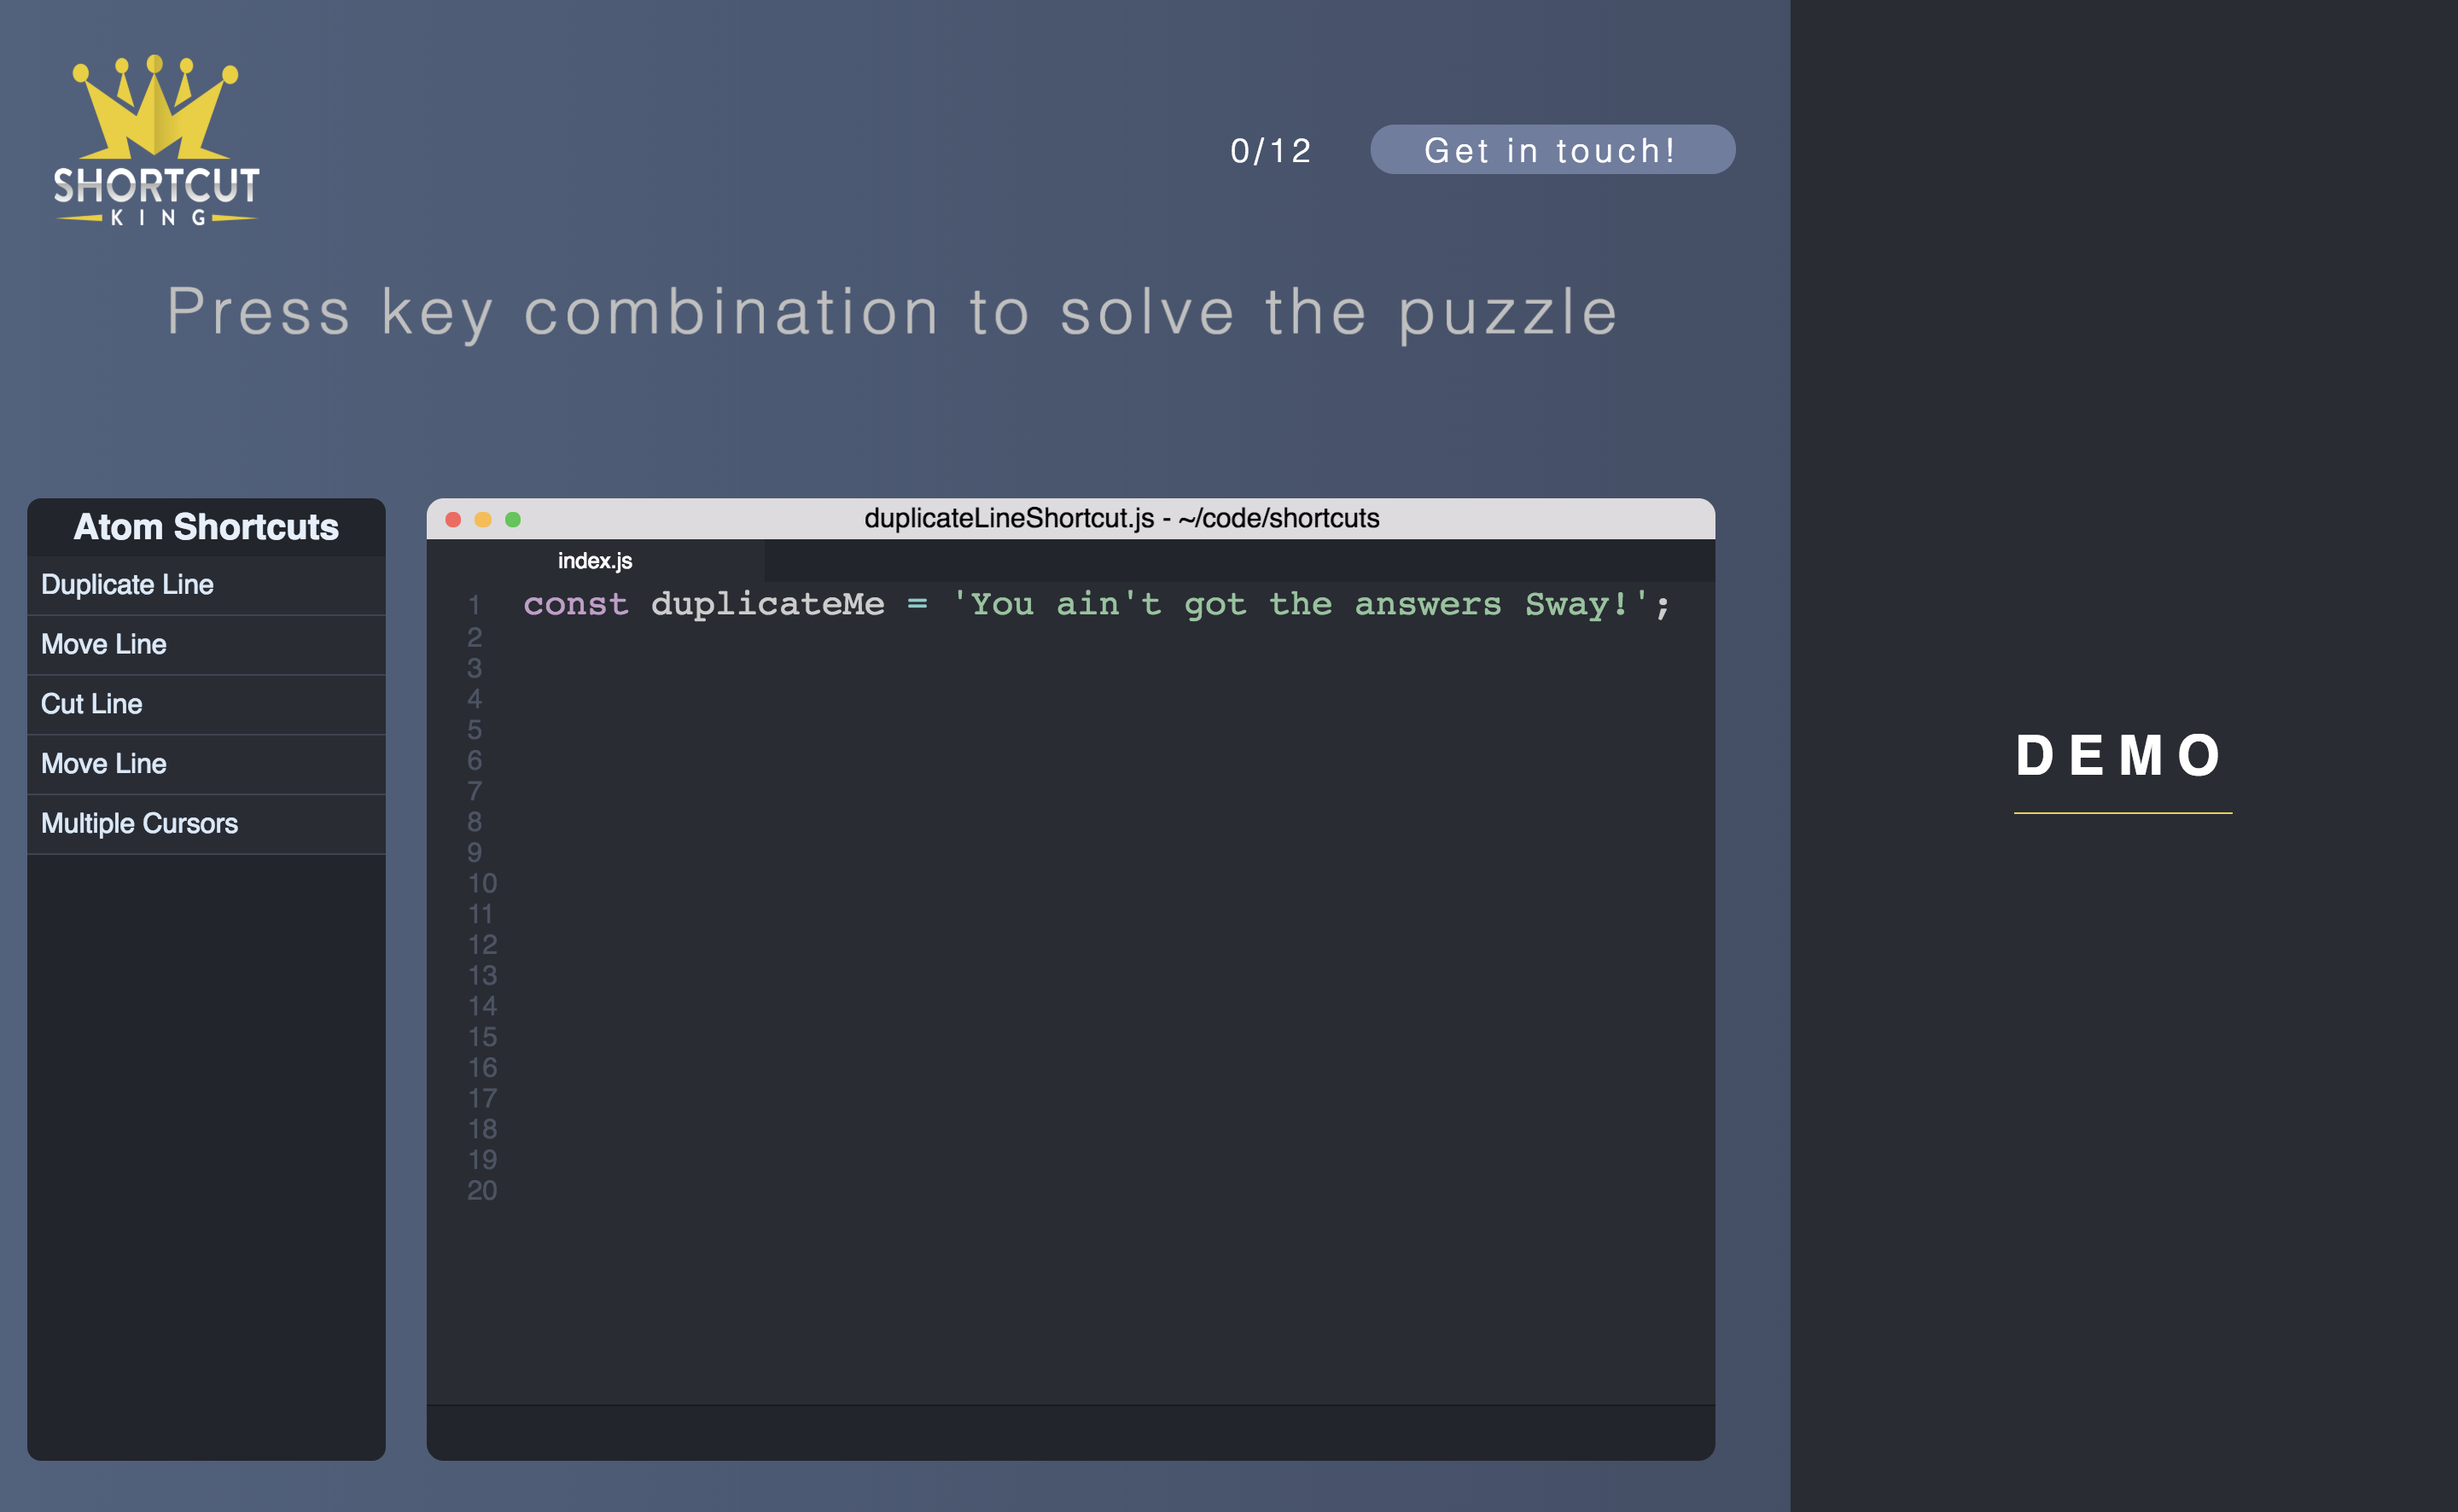 SHORTCUT
KING
0/12
Get in touch!
Press key combination to solve the puzzle
Atom Shortcuts
Duplicate Line
Move Line
Cut Line
Move Line
Multiple Cursors
duplicateLineShortcut.js - ~/code/shortcuts
index.js
1 const duplicateMe = 'You ain't got the answers Sway!';
2
3
4
5
6
7
8
9
10
11
12
13
14
15
16
17
18
19
20
DEMO